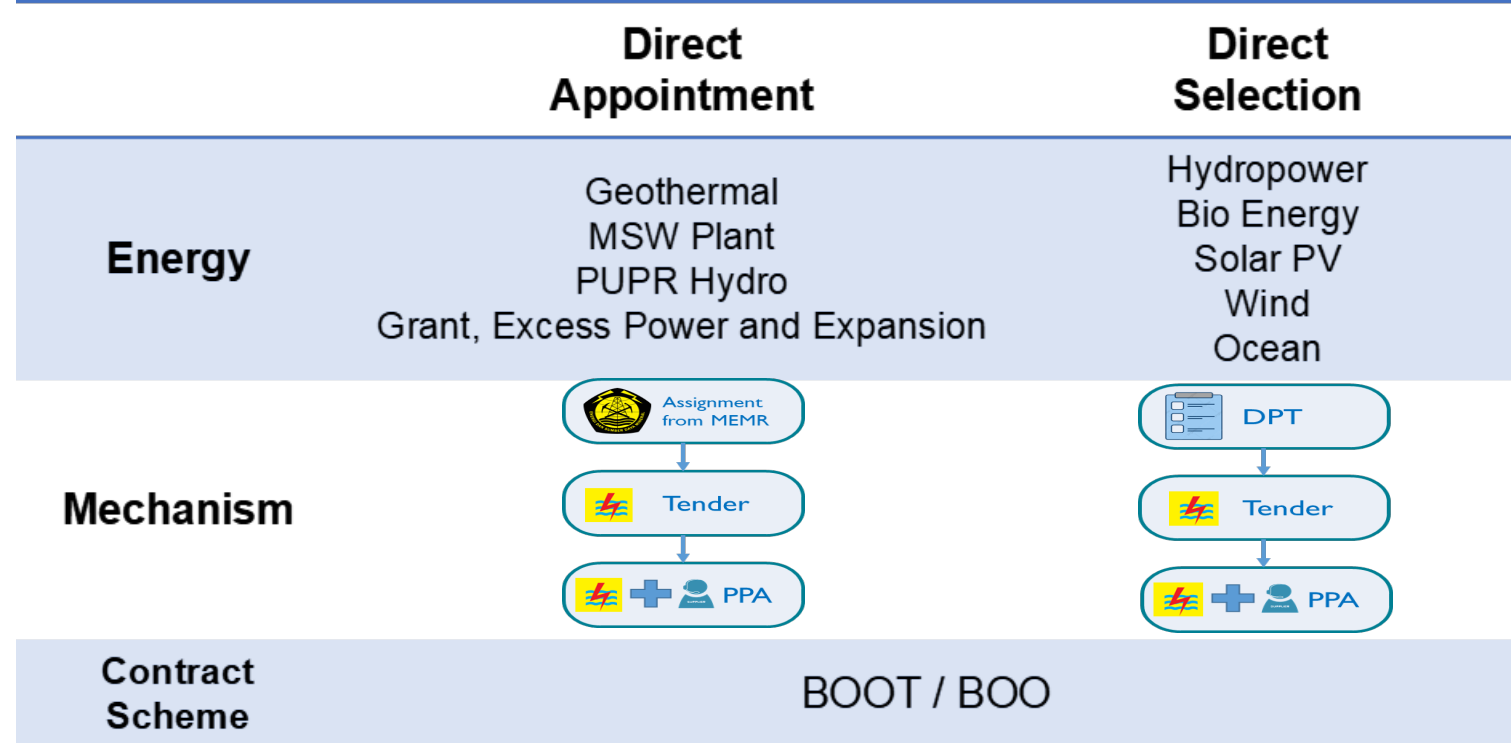 Direct
Appointment
Direct
Selection
Energy
Geothermal
MSW Plant
PUPR Hydro
Grant, Excess Power and Expansion
Hydropower
Bio Energy
Solar PV
Wind
Ocean
Mechanism
Assignment
from MEMR
Tender
PPA
DPT
Tender
PPA
Contract
Scheme
BOOT / BOO